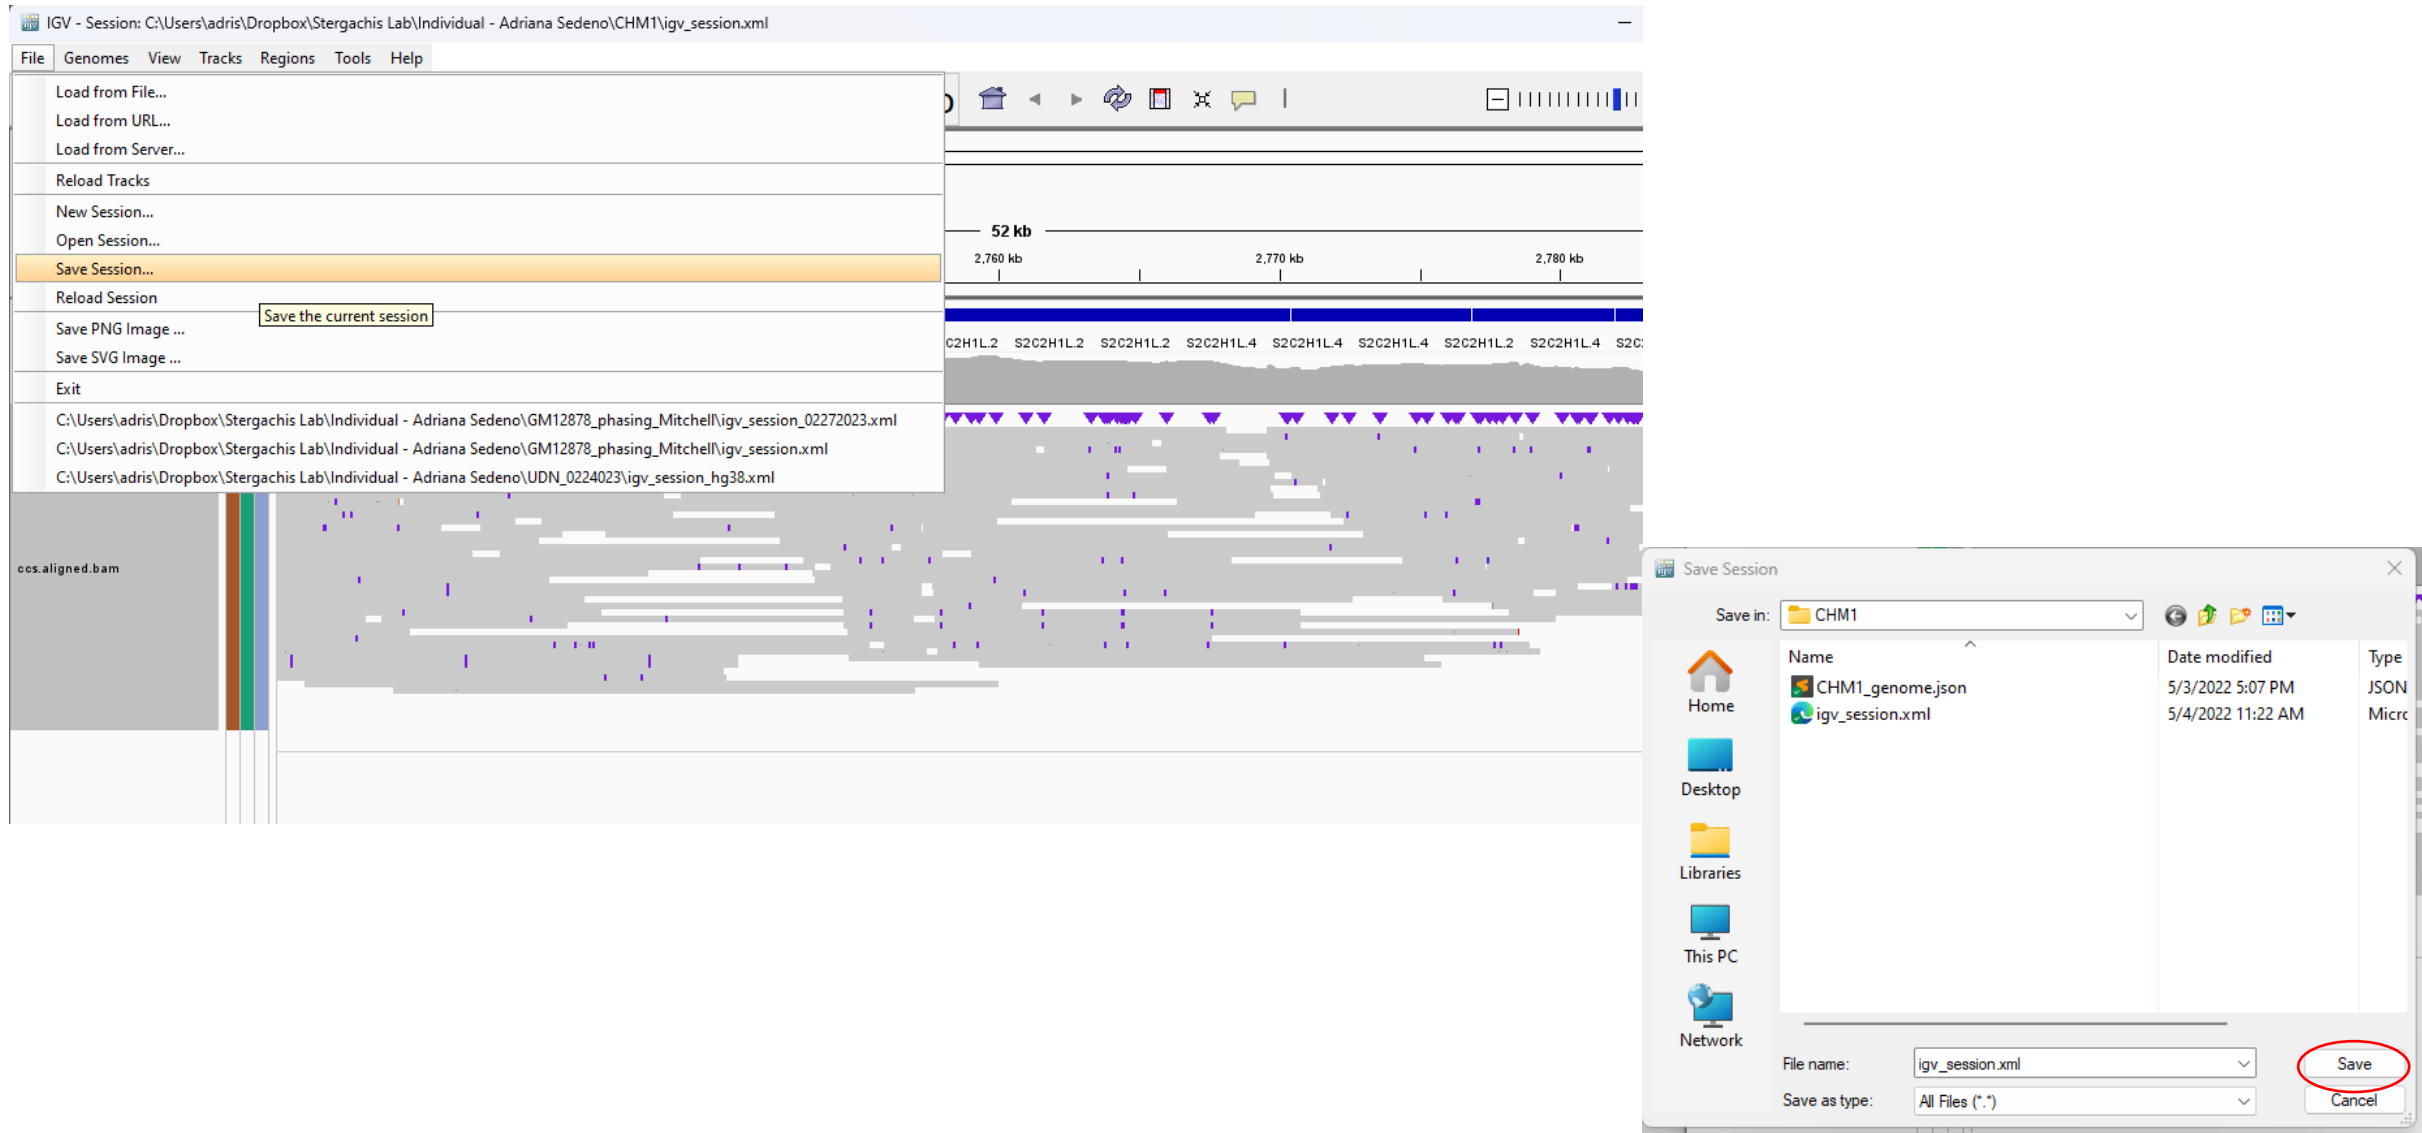 IGV - Session: C:\Users\adris\Dropbox\Stergachis Lab\Individual - Adriana Sedeno\CHM1\igv_session.xml
File Genomes View Tracks Regions Tools Help
Load from File...
Load from URL...
Load from Server...
Reload Tracks
New Session...
Open Session...
Save Session...
Reload Session
Save the current session
Save PNG Image ...
Save SVG Image ...
Exit
C:\Users\adris\Dropbox\Stergachis Lab\Individual - Adriana Sedeno\GM12878_phasing_Mitchell\igv_session_02272023.xml
C:\Users\adris\Dropbox\Stergachis Lab\Individual - Adriana Sedeno\GM12878_phasing_Mitchell\igv_session.xml
C:\Users\adris\Dropbox\Stergachis Lab\Individual - Adriana Sedeno\UDN_0224023\igv_session_hg38.xml
52 kb
2,760 kb 2,770 kb 2,780 kb
C2H1L.2 S2C2H1L.2 S2C2H1L.2 S2C2H1L.4 S2C2H1L.4 S2C2H1L.4 S2C2H1L.2 S2C2H1L.4 S2C
ccs.aligned.bam
Save Session
Save in: CHM1
Name Date modified Type
CHM1_genome.json 5/3/2022 5:07 PM JSON
igv_session.xml 5/4/2022 11:22 AM Micro
Home
Desktop
Libraries
This PC
Network
File name: igv_session.xml Save
Save as type: All Files (*.*) Cancel